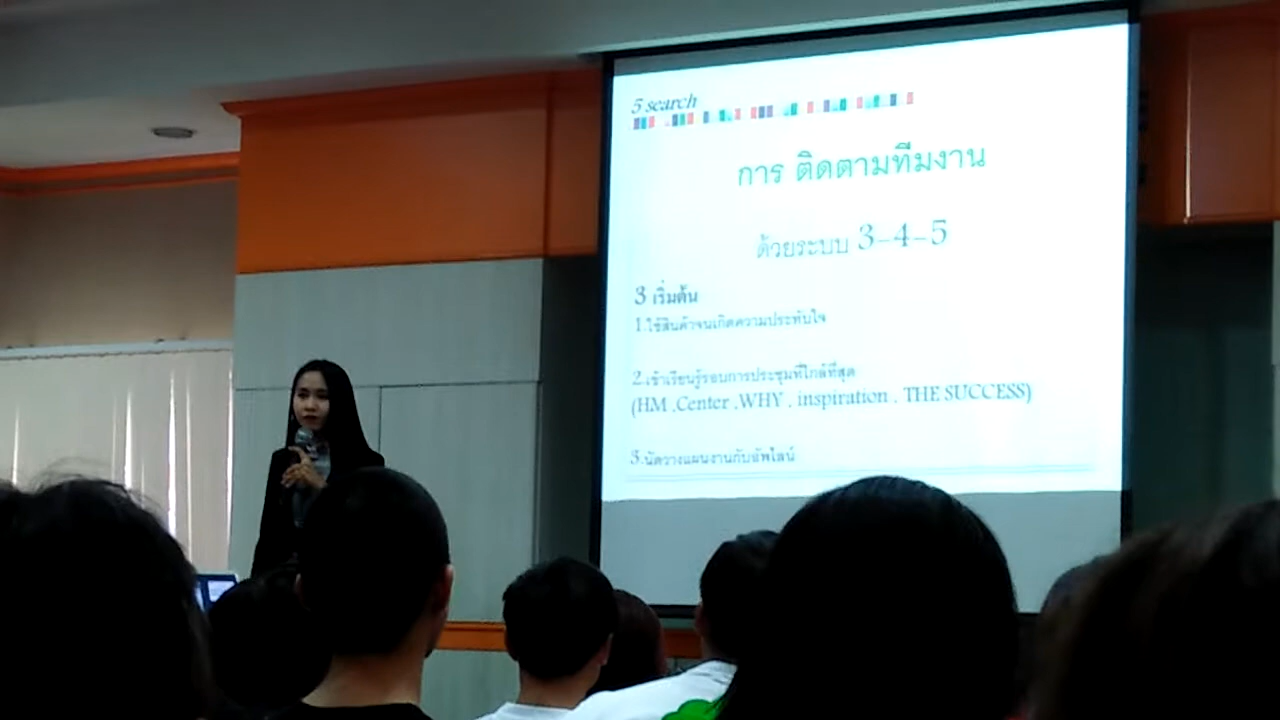 5 search
การ ติดตามทีมงาน
ด้วยระบบ 3-4-5
3 เริ่มต้น
1.ใช้สินค้าจนเกิดความประทับใจ
2.เข้าเรียนรู้รอบการประชุมที่ใกล้ที่สุด
(HM ,Center ,WHY , inspiration , THE SUCCESS)
3.นัดวางแผนงานกับอัพไลน์